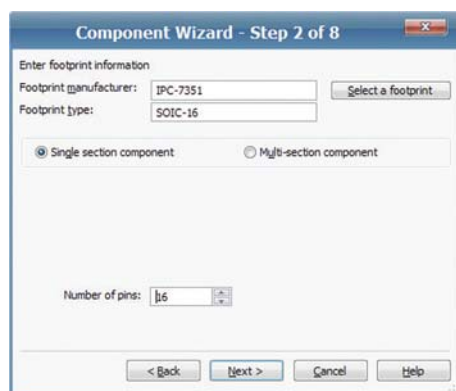 Component Wizard - Step 2 of 8
Enter footprint information
Footprint manufacturer: IPC-7351 Select a footprint
Footprint type: SOIC-16
Single section component Multi-section component
Number of pins: 16
< Back Next > Cancel Help